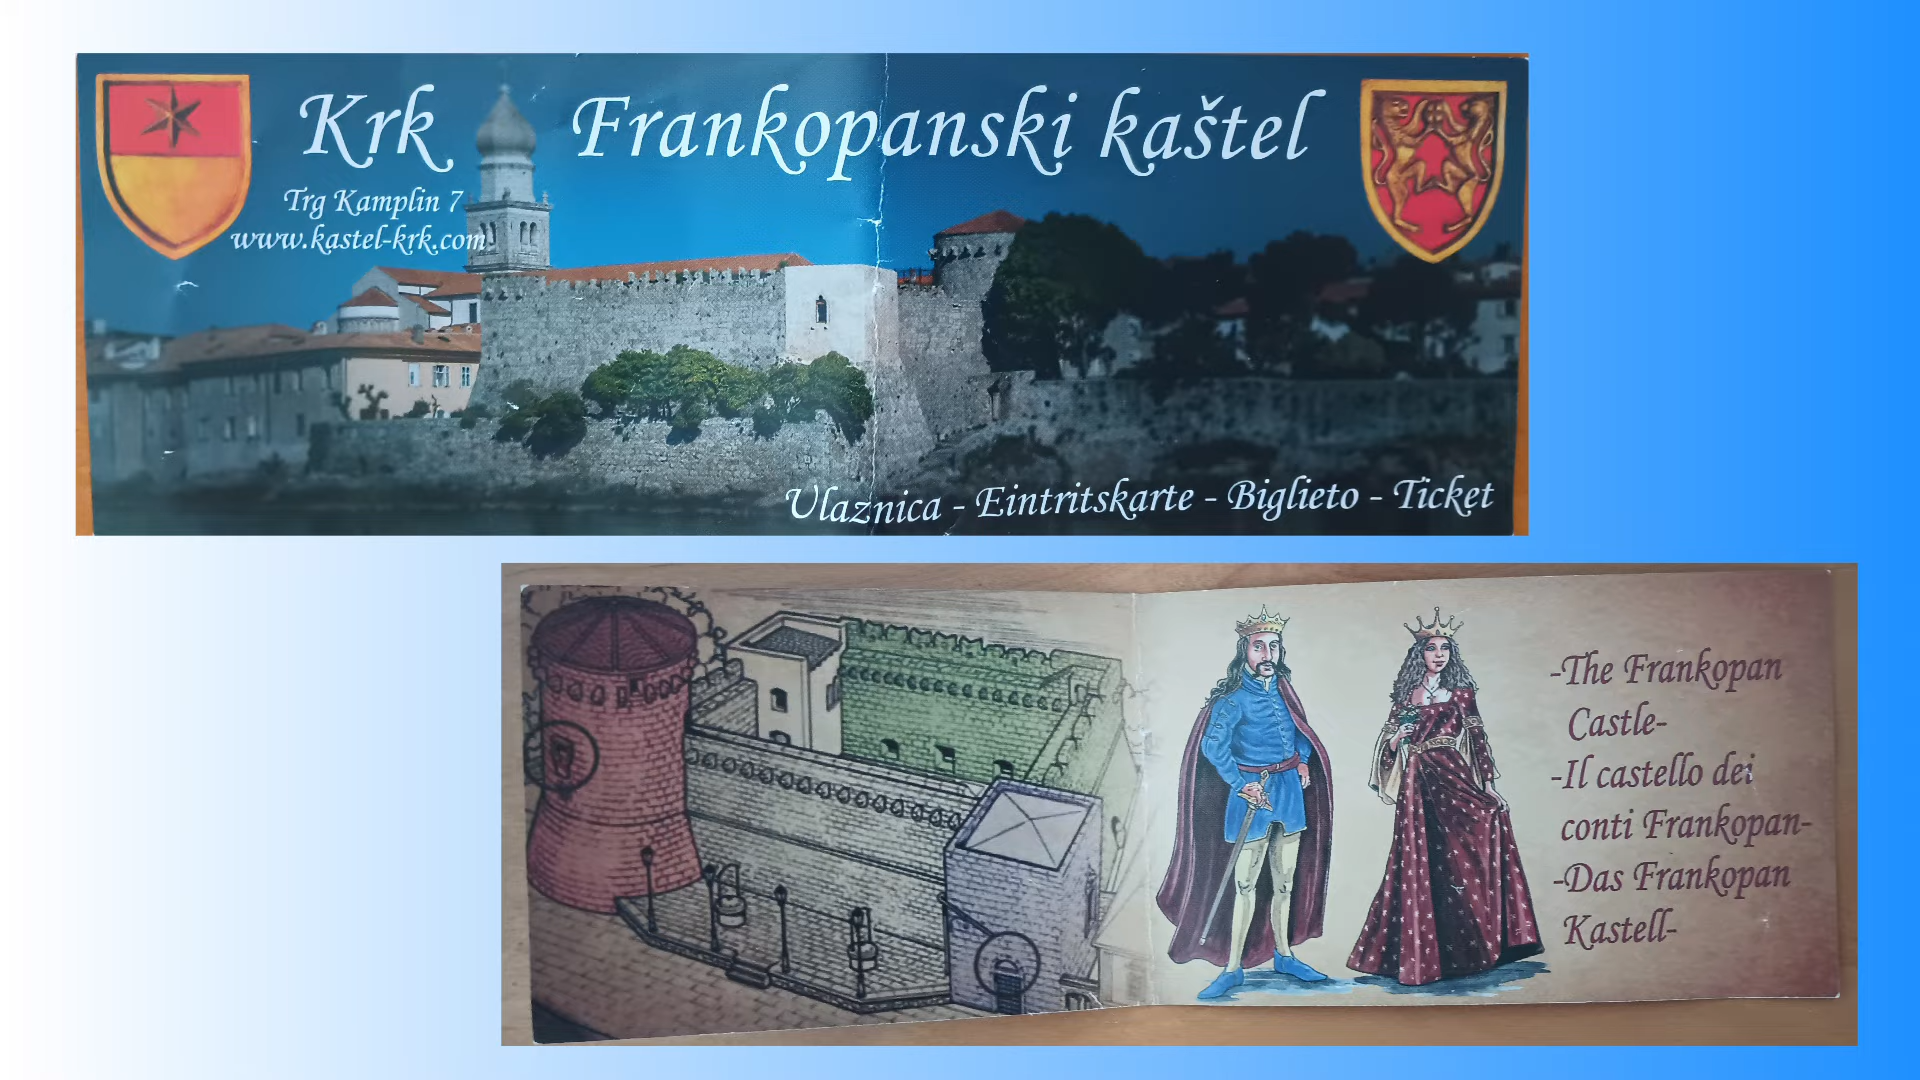 Krk Frankopanski kaštel
Trg Kamplin 7
www.kastel-krk.com
Ulaznica - Eintritskarte - Biglieto - Ticket
-The Frankopan
Castle-
-Il castello dei
conti Frankopan-
-Das Frankopan
Kastell-